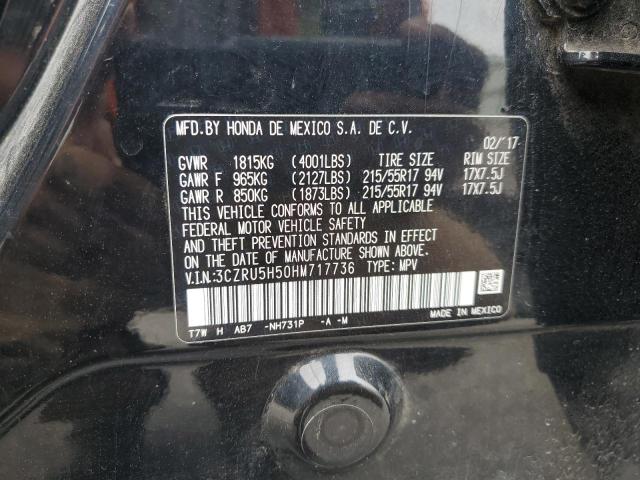 MFD.BY HONDA DE MEXICO S.A. DE C.V.
02/'17
GVWR 1815KG (4001LBS) TIRE SIZE RIM SIZE
GAWR F 965KG (2127LBS) 215/55R17 94V 17X7.5J
GAWR R 850KG (1873LBS) 215/55R17 94V 17X7.5J
THIS VEHICLE CONFORMS TO ALL APPLICABLE
FEDERAL MOTOR VEHICLE SAFETY
AND THEFT PREVENTION STANDARDS IN EFFECT
ON THE DATE OF MANUFACTURE SHOWN ABOVE.
V.I.N:3CZRU5H50HM717736 TYPE: MPV
T7W H AB7 -NH731P -A -M
MADE IN MEXICO